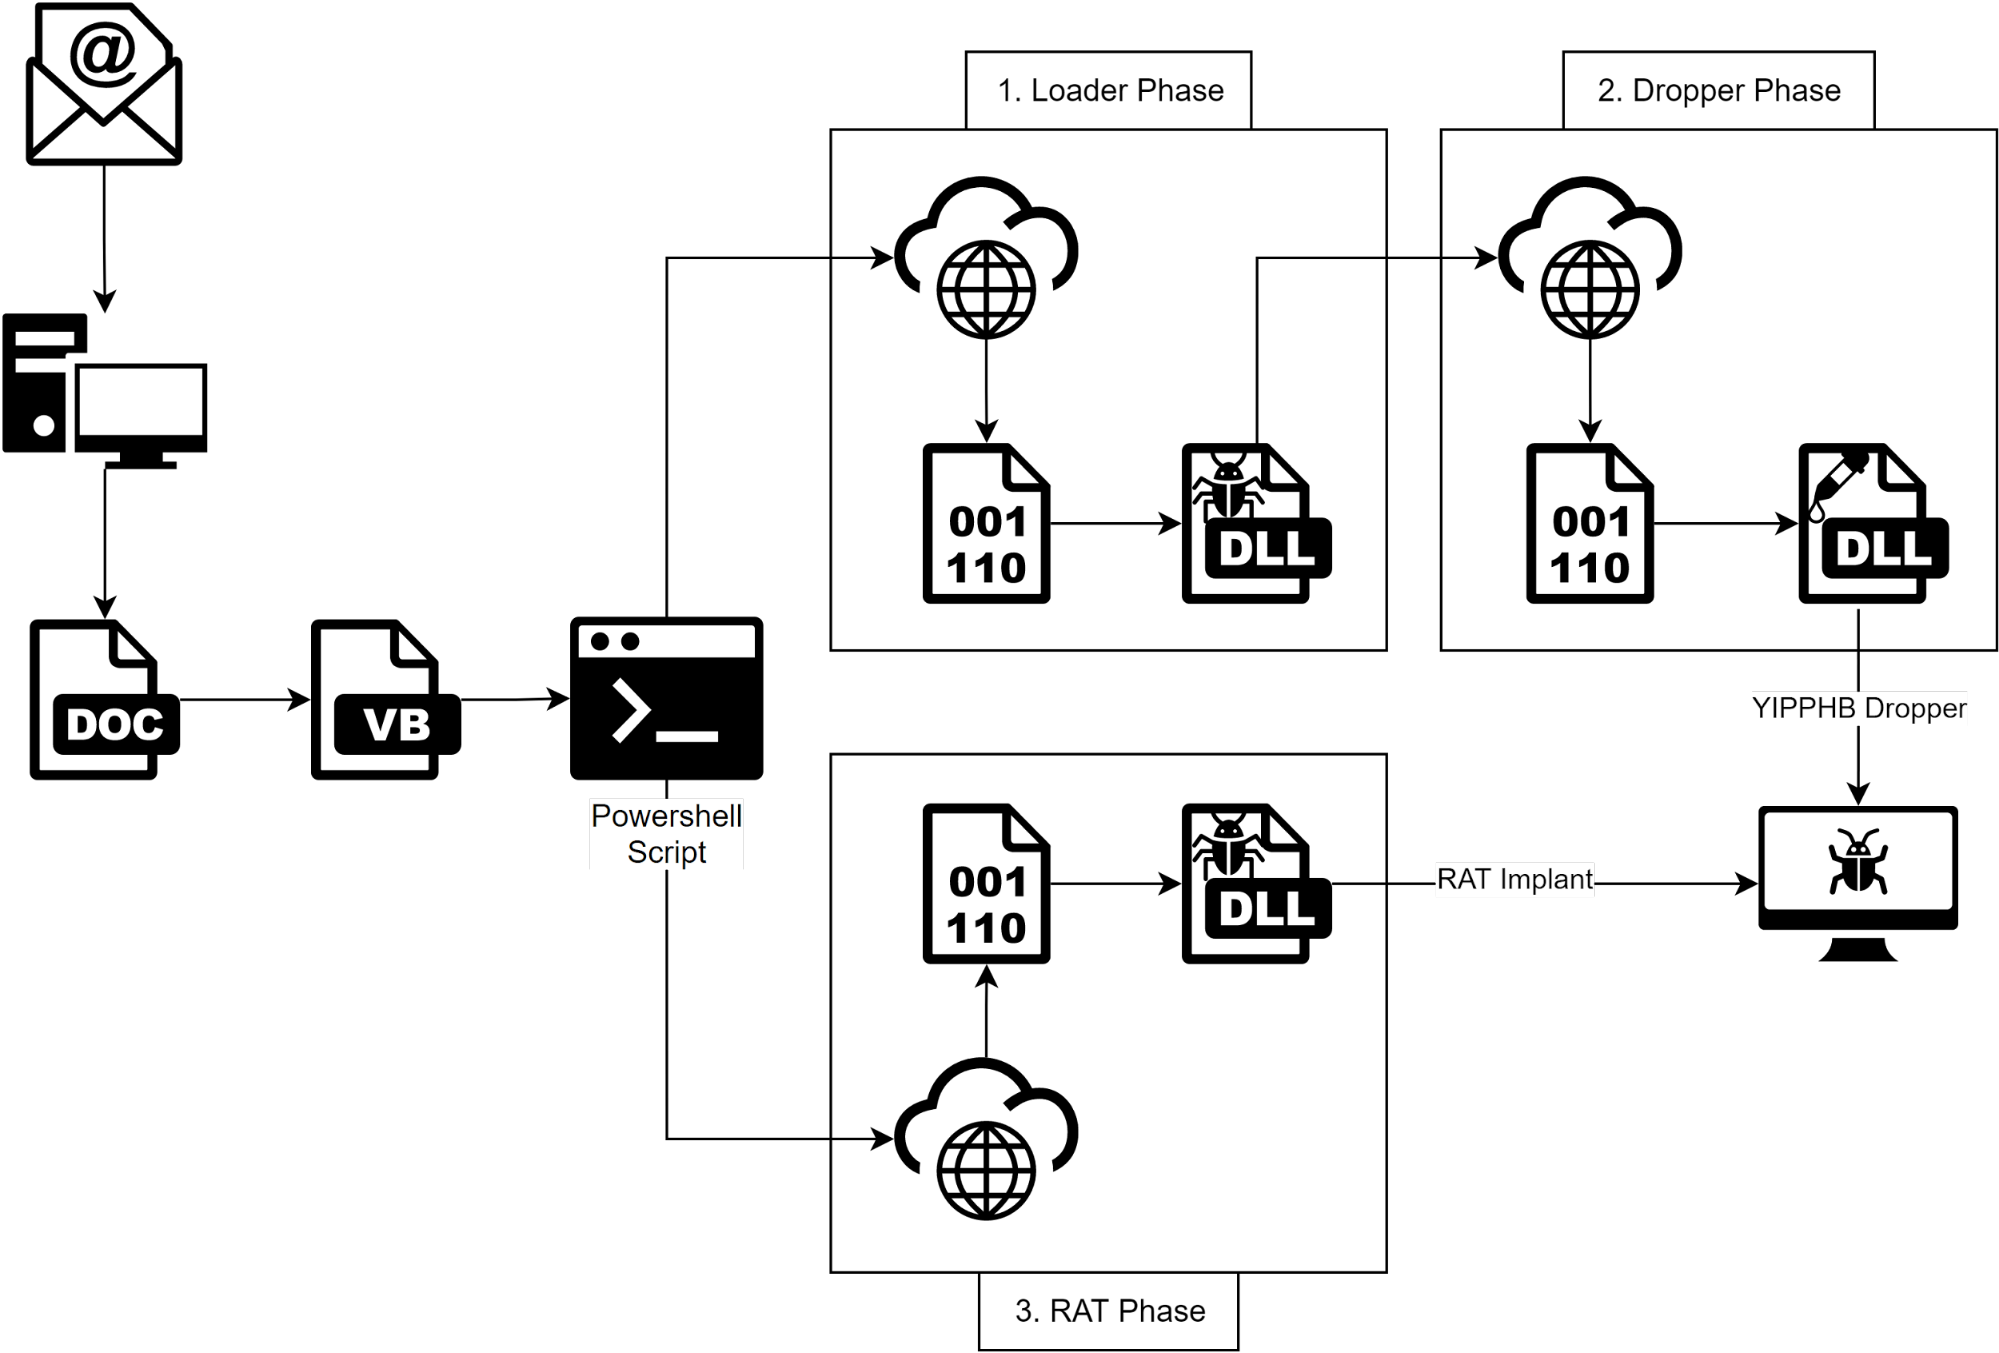 @
1. Loader Phase
2. Dropper Phase
001
110
DLL
001
110
DLL
DOC
VB
>_
Powershell
Script
YIPPHB Dropper
001
110
DLL
RAT Implant
3. RAT Phase